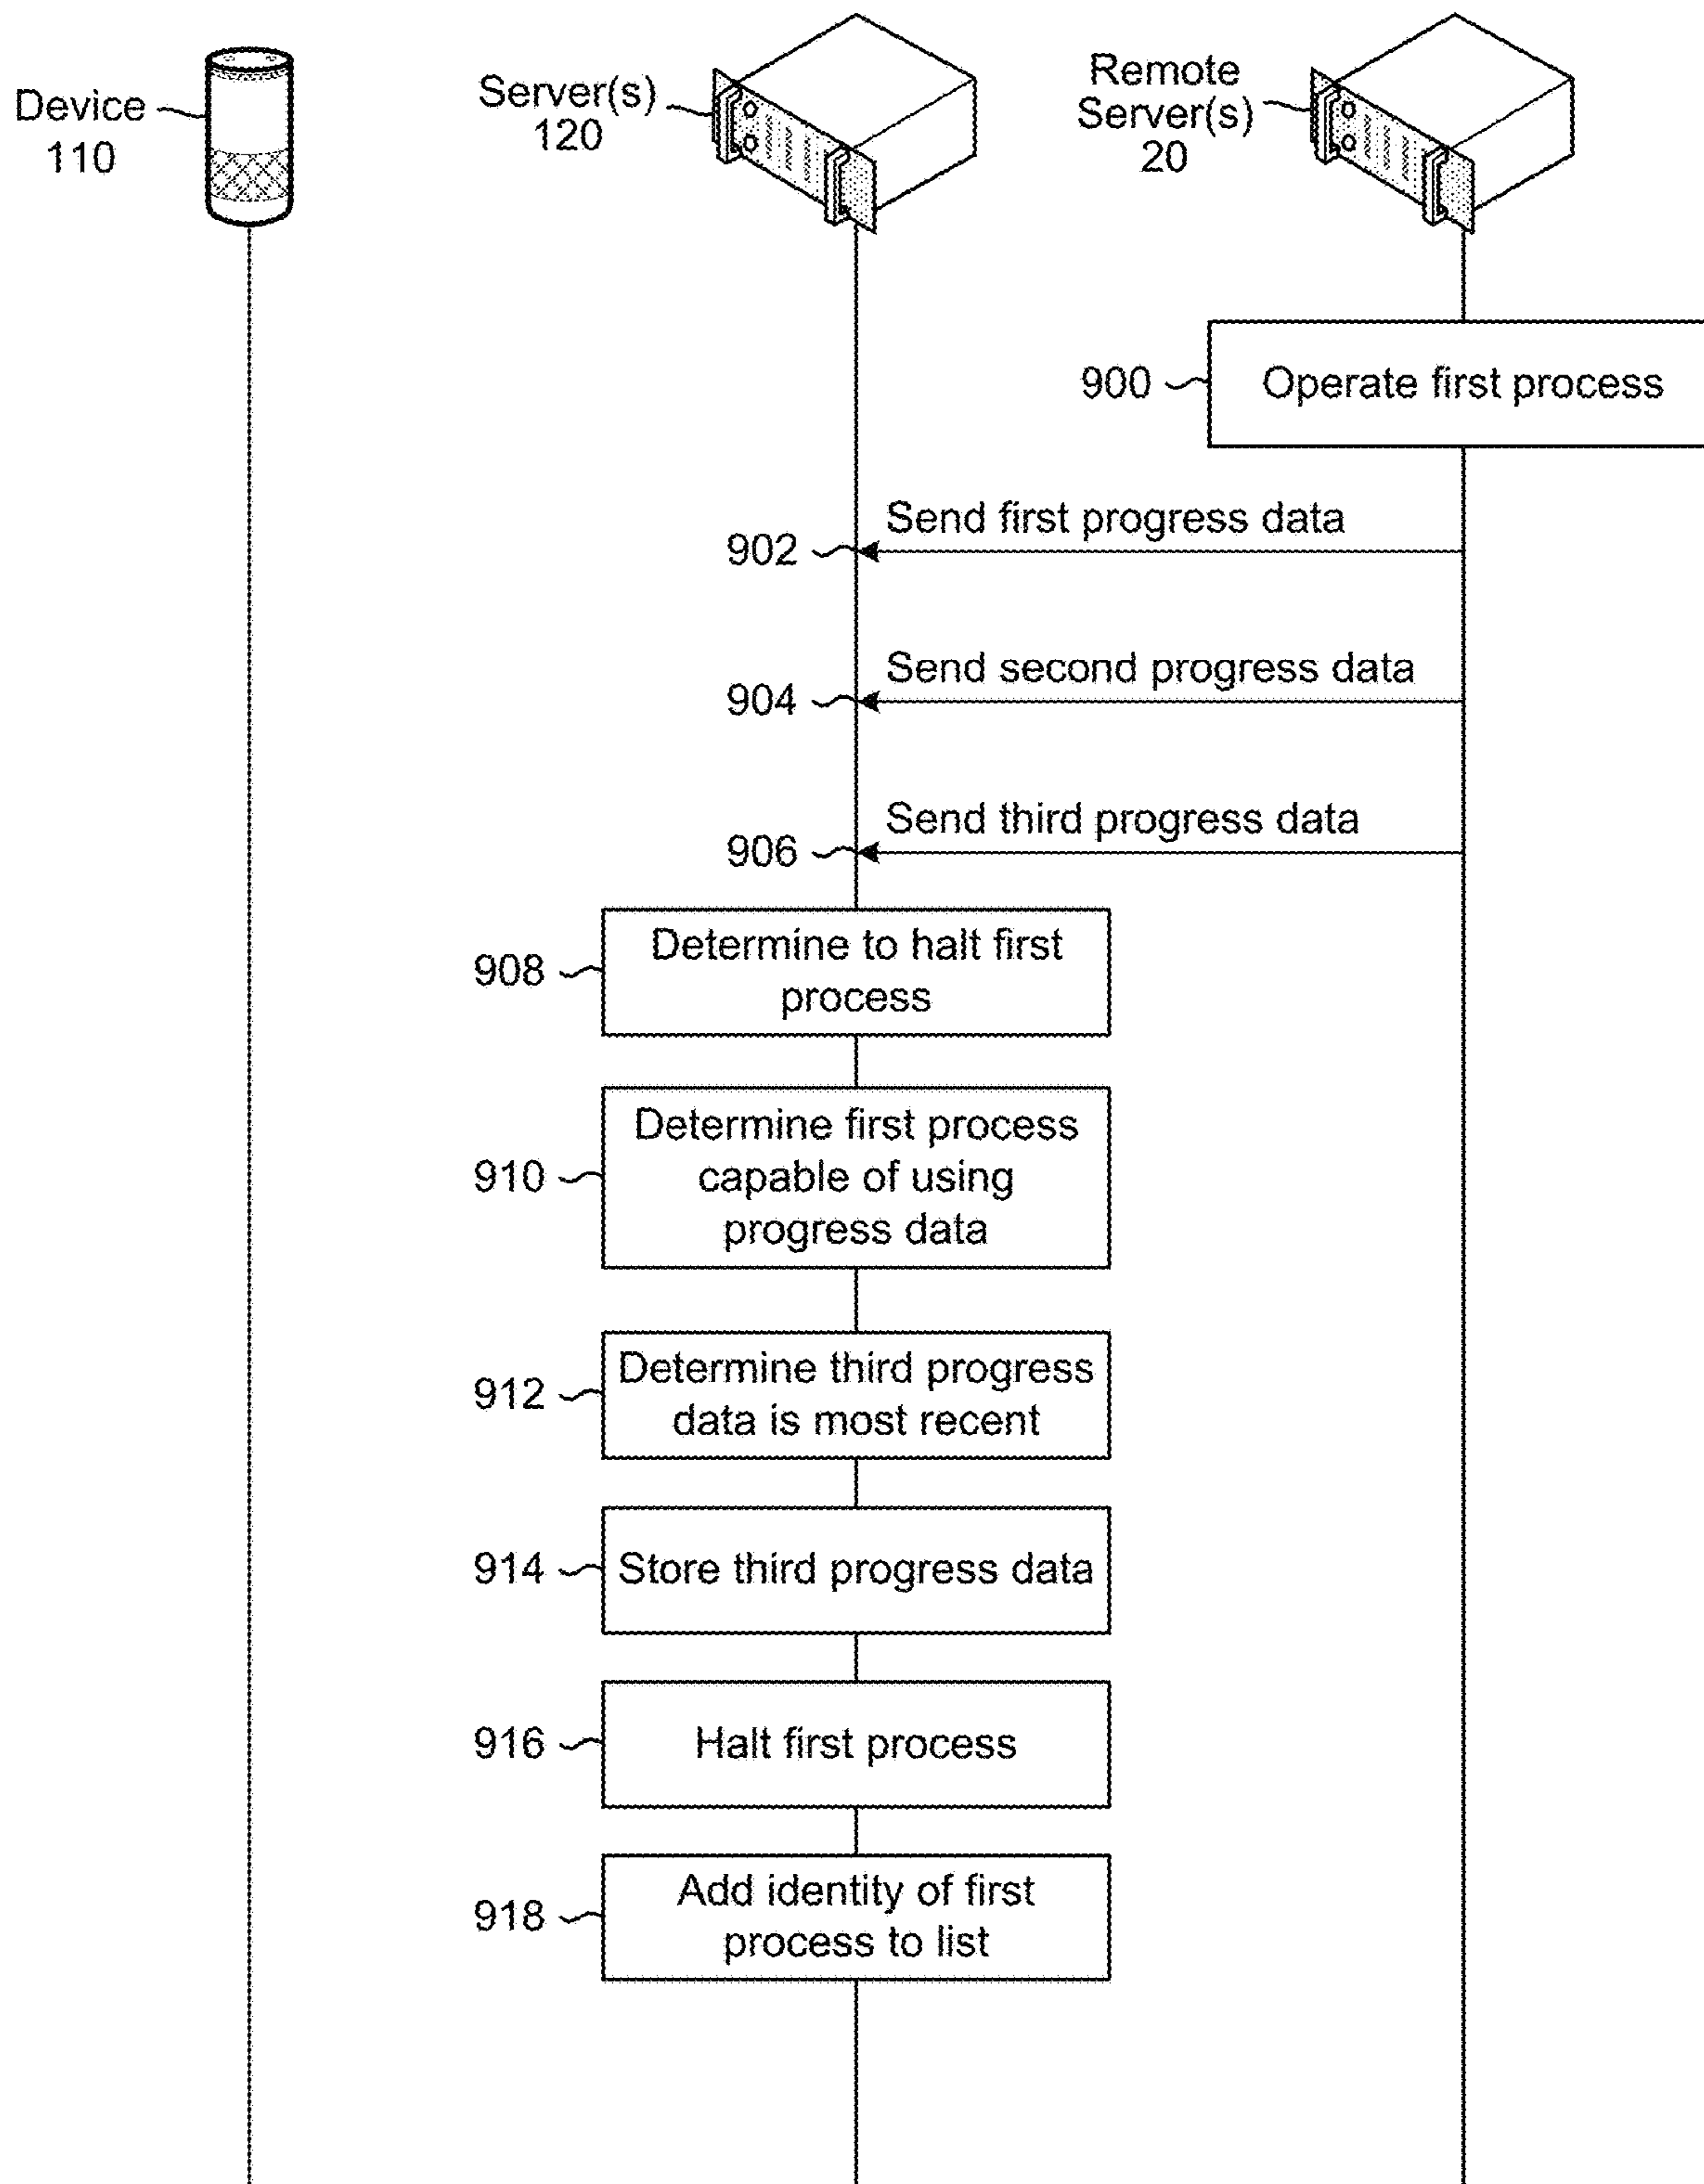 Device
110
Server(s)
120
Remote
Server(s)
20
900
Operate first process
Send first progress data
902
Send second progress data
904
Send third progress data
906
908
Determine to halt first
process
910
Determine first process
capable of using
progress data
912
Determine third progress
data is most recent
914
Store third progress data
916
Halt first process
918
Add identity of first
process to list